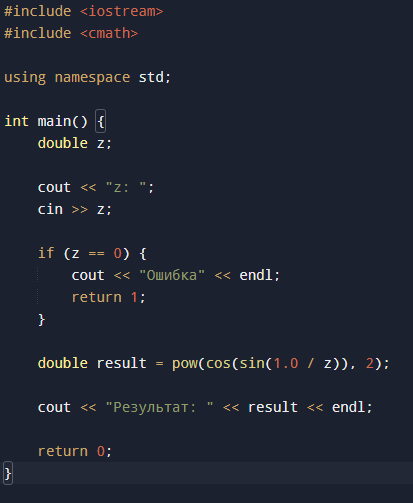 #include <iostream>
#include <cmath>
using namespace std;
int main() {
double z;
cout << "z: ";
cin >> z;
if (z == 0) {
cout << "Ошибка" << endl;
return 1;
}
double result = pow(cos(sin(1.0 / z)), 2);
cout << "Результат: " << result << endl;
return 0;
}